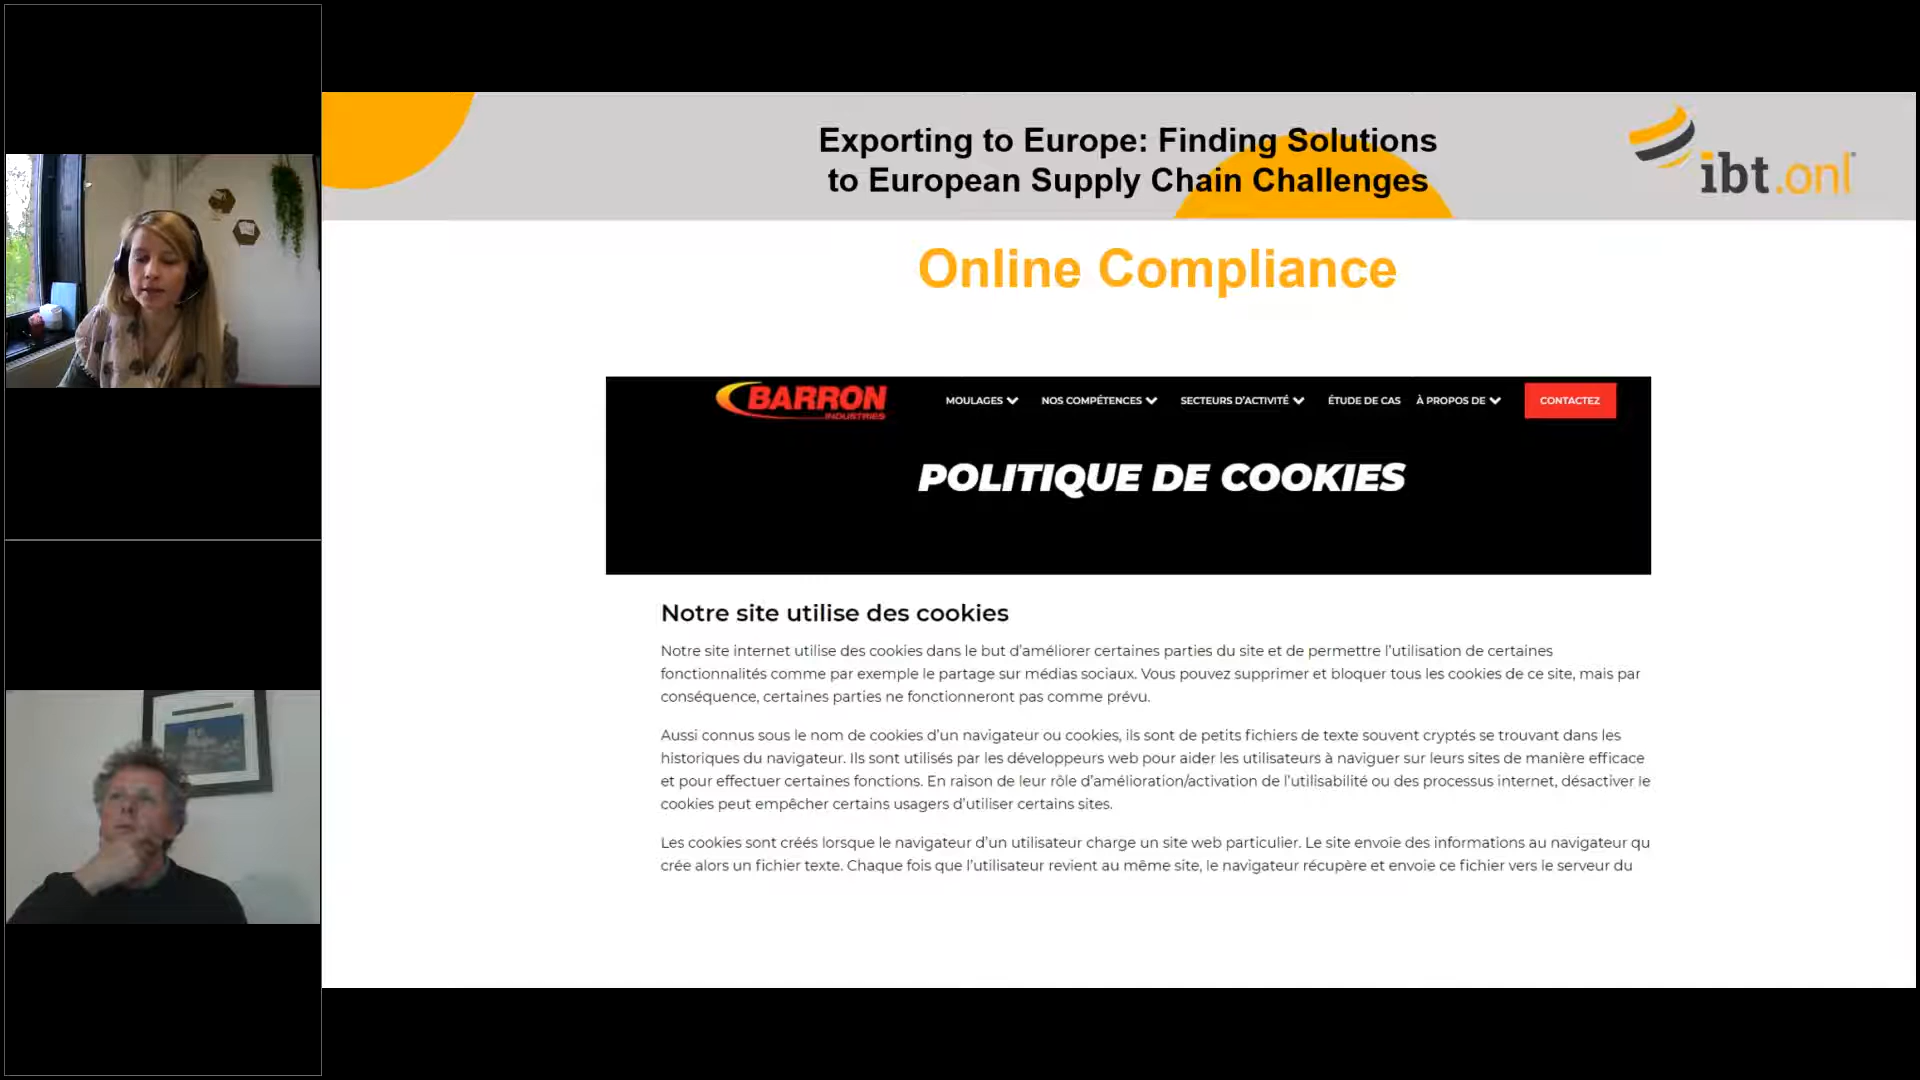 Exporting to Europe: Finding Solutions
to European Supply Chain Challenges
ibt.onl
Online Compliance
BARRON
INDUSTRIES
MOULAGES
NOS COMPÉTENCES
SECTEURS D'ACTIVITÉ
ÉTUDE DE CAS
À PROPOS DE
CONTACTEZ
POLITIQUE DE COOKIES
Notre site utilise des cookies
Notre site internet utilise des cookies dans le but d'améliorer certaines parties du site et de permettre l'utilisation de certaines
fonctionnalités comme par exemple le partage sur médias sociaux. Vous pouvez supprimer et bloquer tous les cookies de ce site, mais par
conséquence, certaines parties ne fonctionneront pas comme prévu.
Aussi connus sous le nom de cookies d'un navigateur ou cookies, ils sont de petits fichiers de texte souvent cryptés se trouvant dans les
historiques du navigateur. Ils sont utilisés par les développeurs web pour aider les utilisateurs à naviguer sur leurs sites de manière efficace
et pour effectuer certaines fonctions. En raison de leur rôle d'amélioration/activation de l'utilisabilité ou des processus internet, désactiver le
cookies peut empêcher certains usagers d'utiliser certains sites.
Les cookies sont créés lorsque le navigateur d'un utilisateur charge un site web particulier. Le site envoie des informations au navigateur qu
crée alors un fichier texte. Chaque fois que l'utilisateur revient au même site, le navigateur récupère et envoie ce fichier vers le serveur du